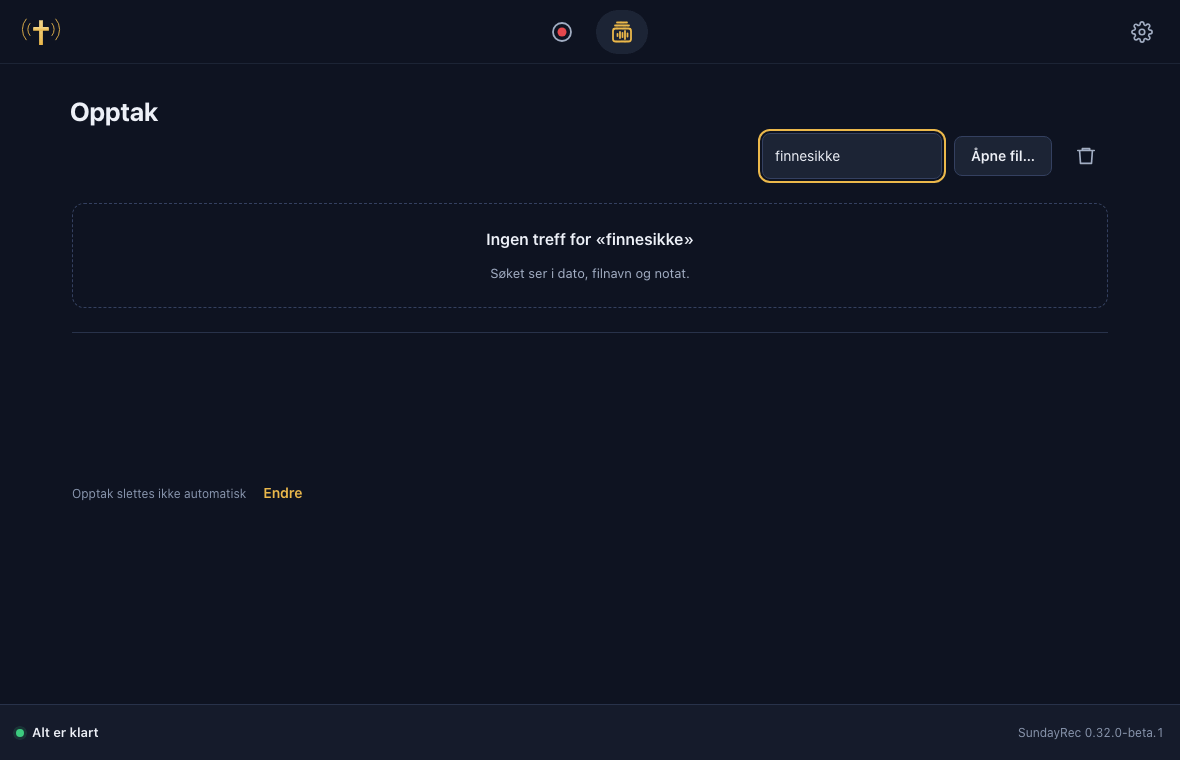 Opptak
finnesikke
Åpne fil...
Ingen treff for «finnesikke»
Søket ser i dato, filnavn og notat.
Opptak slettes ikke automatisk Endre
Alt er klart
SundayRec 0.32.0-beta.1